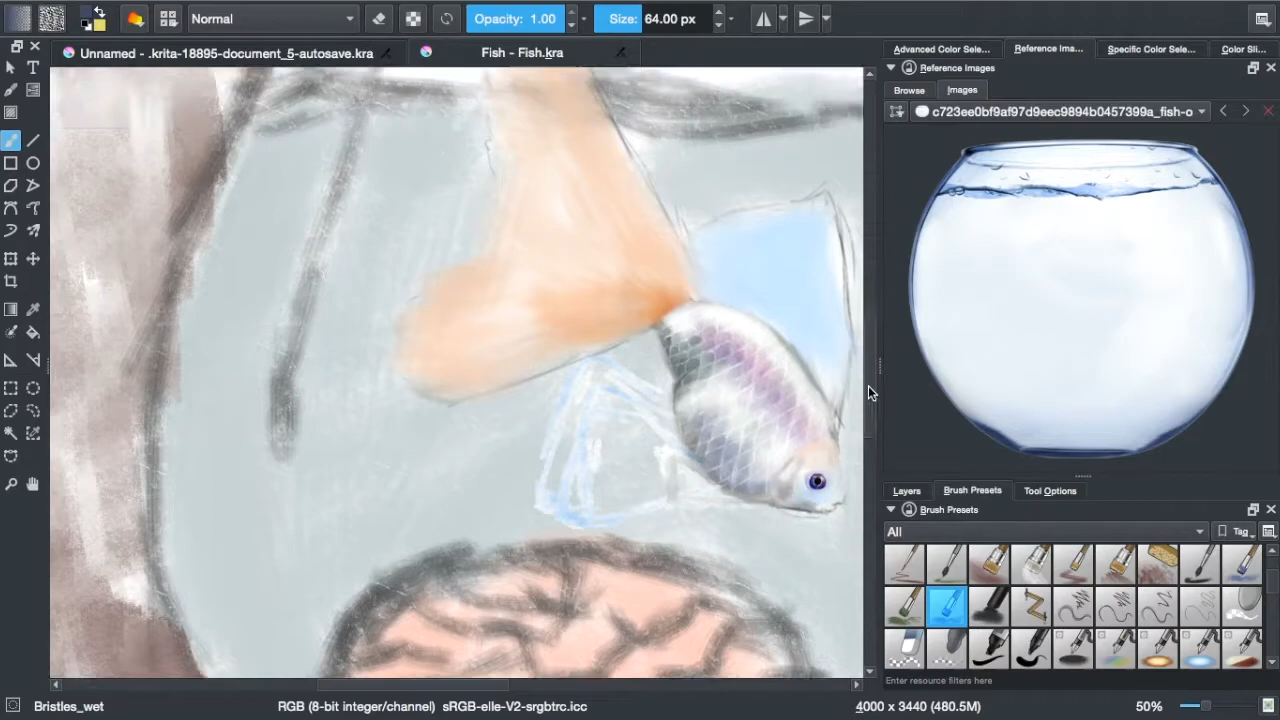 Normal
Opacity: 1.00
Size: 64.00 px
Unnamed - .krita-18895-document_5-autosave.kra
Fish - Fish.kra
Advanced Color Sele...
Reference Ima...
Specific Color Sele...
Color Sli...
Reference Images
Browse
Images
c723ee0bf9af97d9eec9894b0457399a_fish-o
Layers
Brush Presets
Tool Options
Brush Presets
All
Tag
Enter resource filters here
Bristles_wet
RGB (8-bit integer/channel) sRGB-elle-V2-srgbtrc.icc
4000 x 3440 (480.5M)
50%